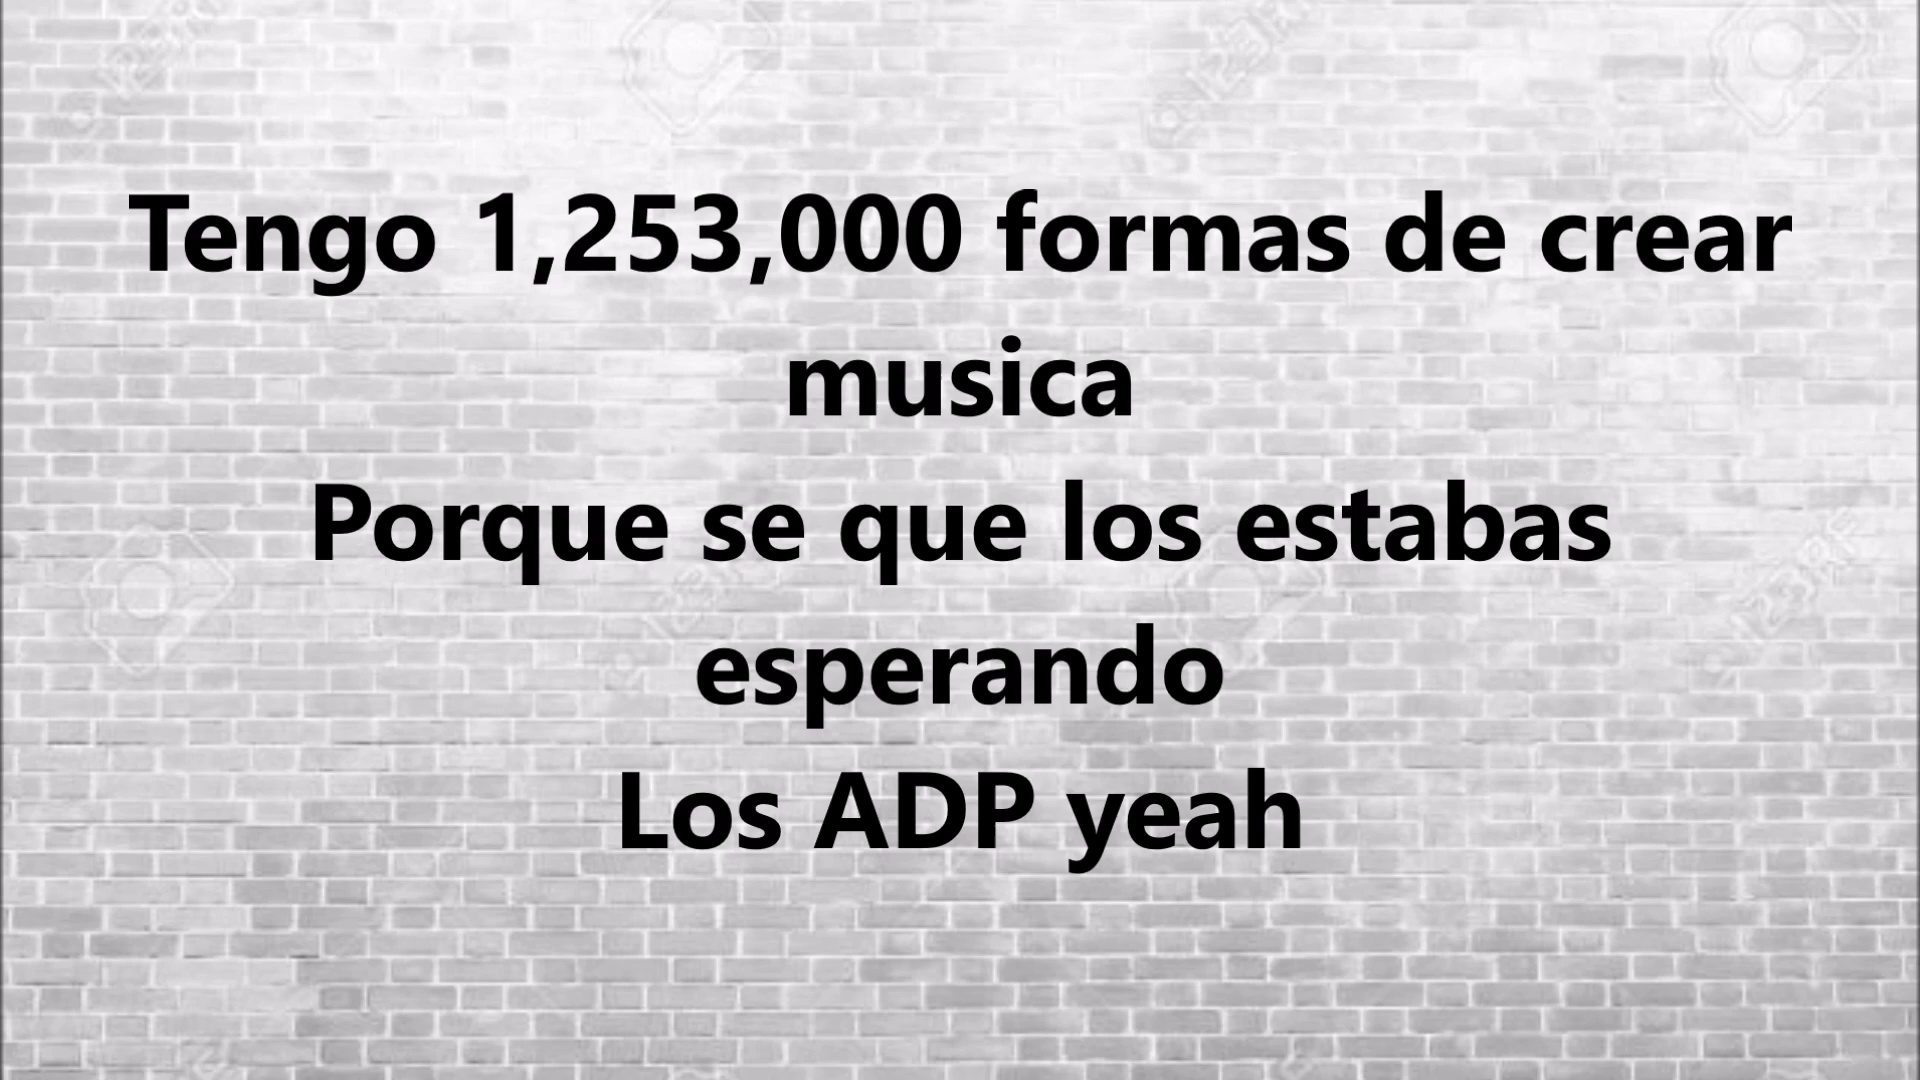 Tengo 1,253,000 formas de crear
musica
Porque se que los estabas
esperando
Los ADP yeah